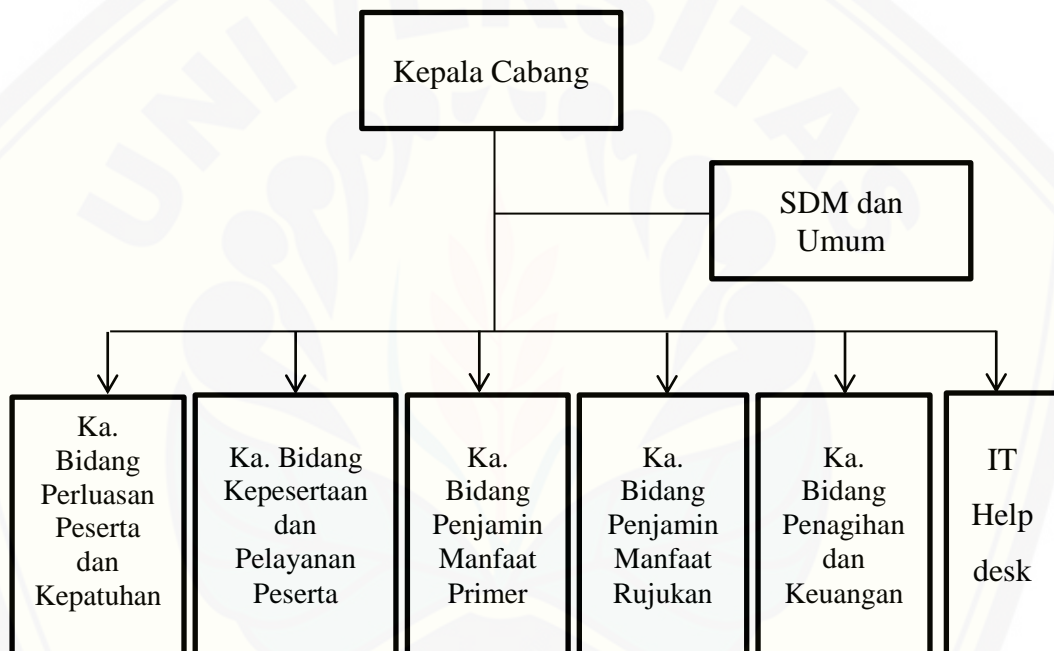 UNIVERSITAS
Kepala Cabang
SDM dan
Umum
Ka.
Bidang
Perluasan
Peserta
dan
Kepatuhan
Ka. Bidang
Kepesertaan
dan
Pelayanan
Peserta
Ka.
Bidang
Penjamin
Manfaat
Primer
Ka.
Bidang
Penjamin
Manfaat
Rujukan
Ka.
Bidang
Penagihan
dan
Keuangan
IT
Help
desk